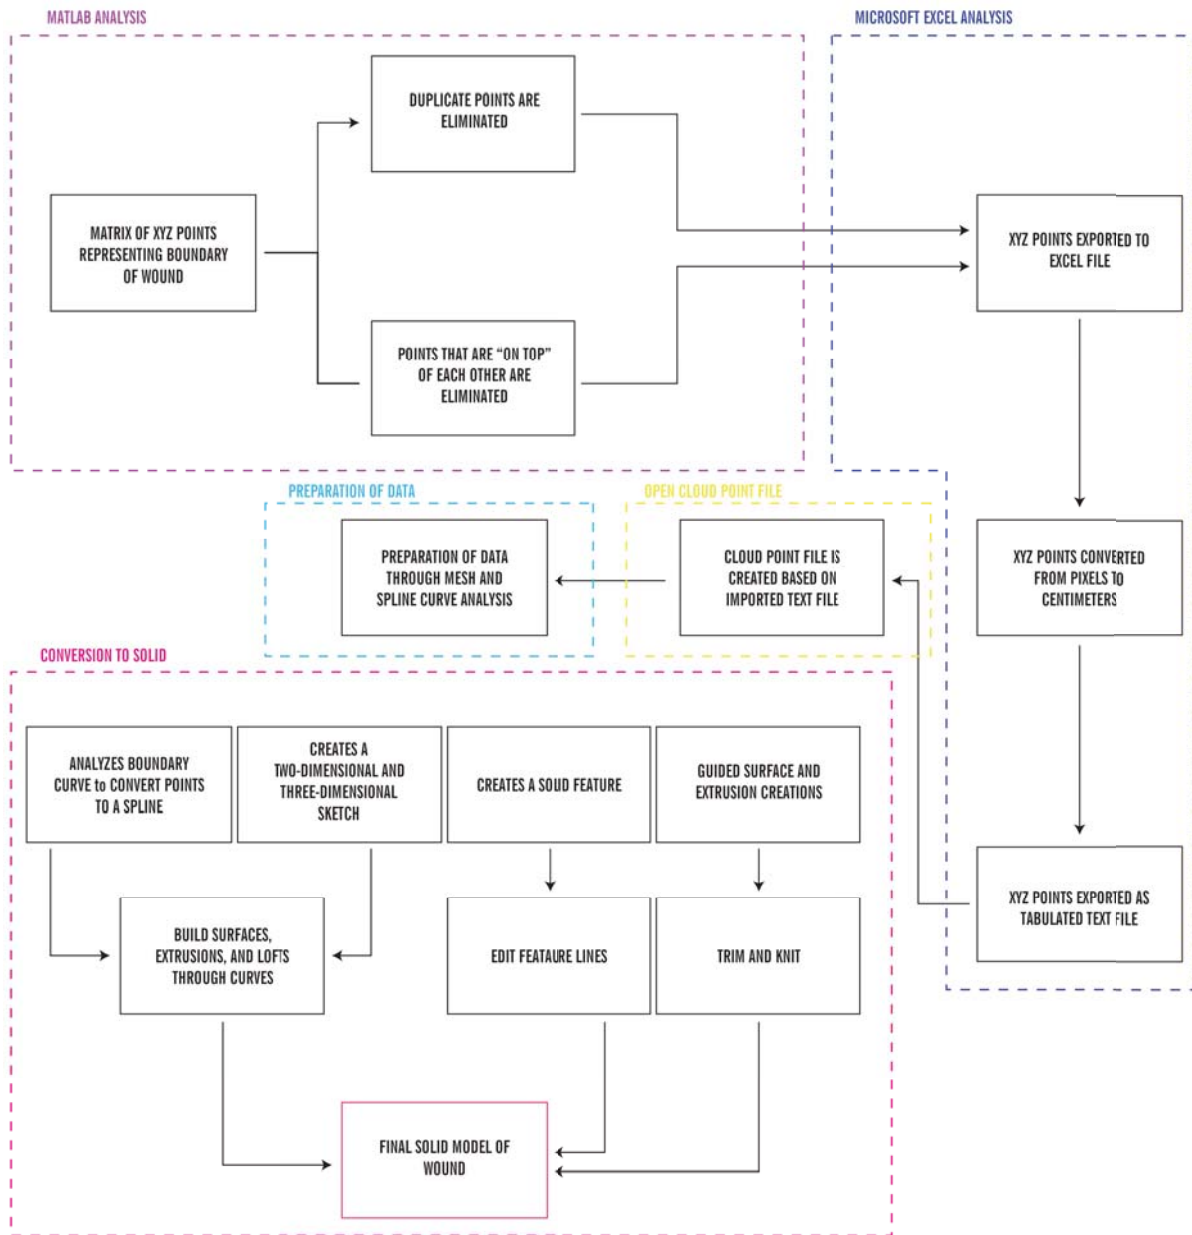 MATLAB ANALYSIS
MICROSOFT EXCEL ANALYSIS
DUPLICATE POINTS ARE
ELIMINATED
MATRIX OF XYZ POINTS
REPRESENTING BOUNDARY
OF WOUND
XYZ POINTS EXPORTED TO
EXCEL FILE
POINTS THAT ARE “ON TOP”
OF EACH OTHER ARE
ELIMINATED
PREPARATION OF DATA
OPEN CLOUD POINT FILE
PREPARATION OF DATA
THROUGH MESH AND
SPLINE CURVE ANALYSIS
CLOUD POINT FILE IS
CREATED BASED ON
IMPORTED TEXT FILE
XYZ POINTS CONVERTED
FROM PIXELS TO
CENTIMETERS
CONVERSION TO SOLID
ANALYZES BOUNDARY
CURVE to CONVERT POINTS
TO A SPLINE
CREATES A
TWO-DIMENSIONAL AND
THREE-DIMENSIONAL
SKETCH
CREATES A SOLID FEATURE
GUIDED SURFACE AND
EXTRUSION CREATIONS
XYZ POINTS EXPORTED AS
TABULATED TEXT FILE
BUILD SURFACES,
EXTRUSIONS, AND LOFTS
THROUGH CURVES
EDIT FEATAURE LINES
TRIM AND KNIT
FINAL SOLID MODEL OF
WOUND